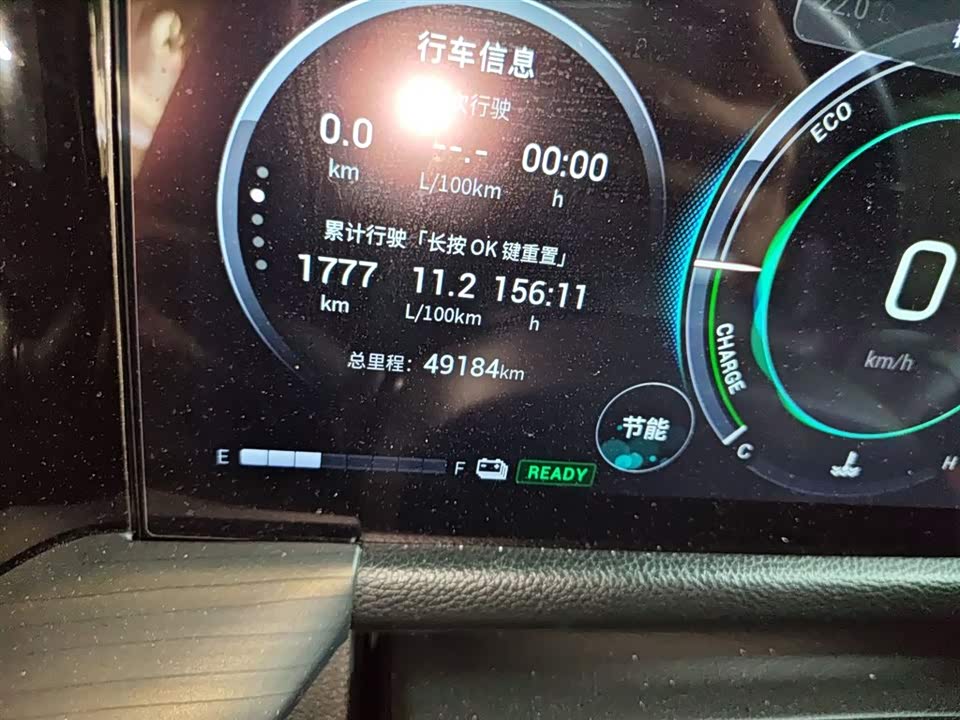 行车信息
次行驶
0.0 --.- 00:00
km L/100km h
累计行驶「长按 OK 键重置」
1777 11.2 156:11
km L/100km h
总里程：49184km
E F READY
节能
22.0
ECO
0
km/h
CHARGE
C H